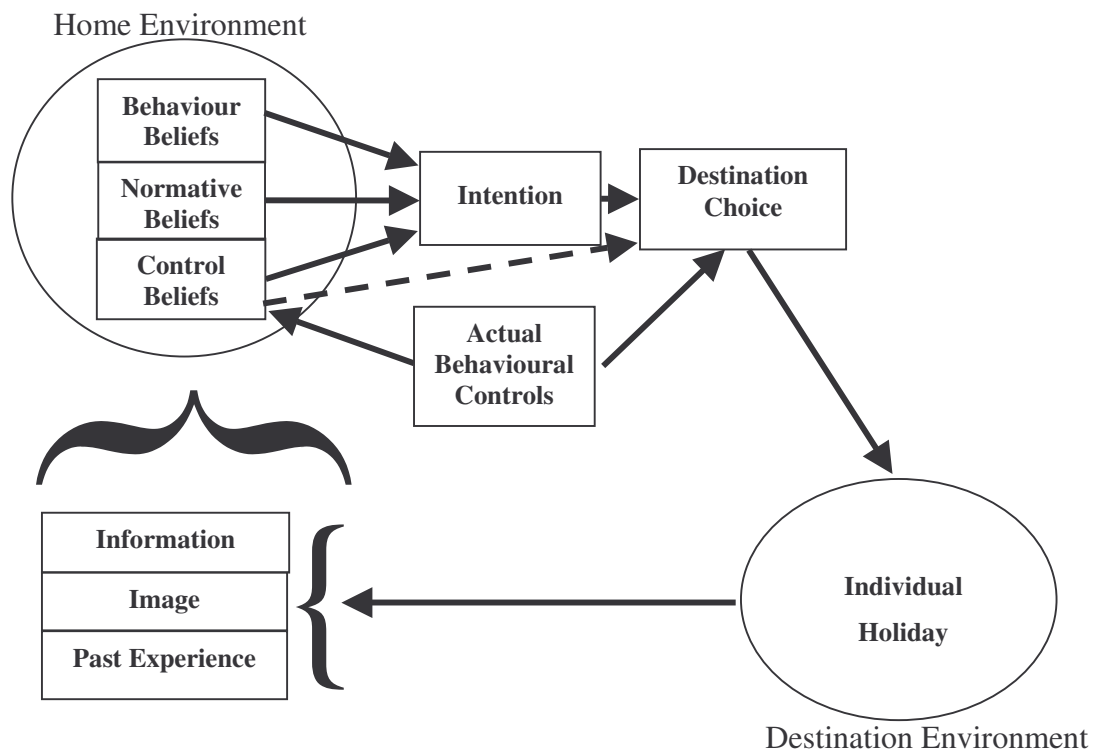 Home Environment
Behaviour
Beliefs
Normative
Beliefs
Control
Beliefs
Intention
Destination
Choice
Actual
Behavioural
Controls
Information
Image
Past Experience
Individual
Holiday
Destination Environment